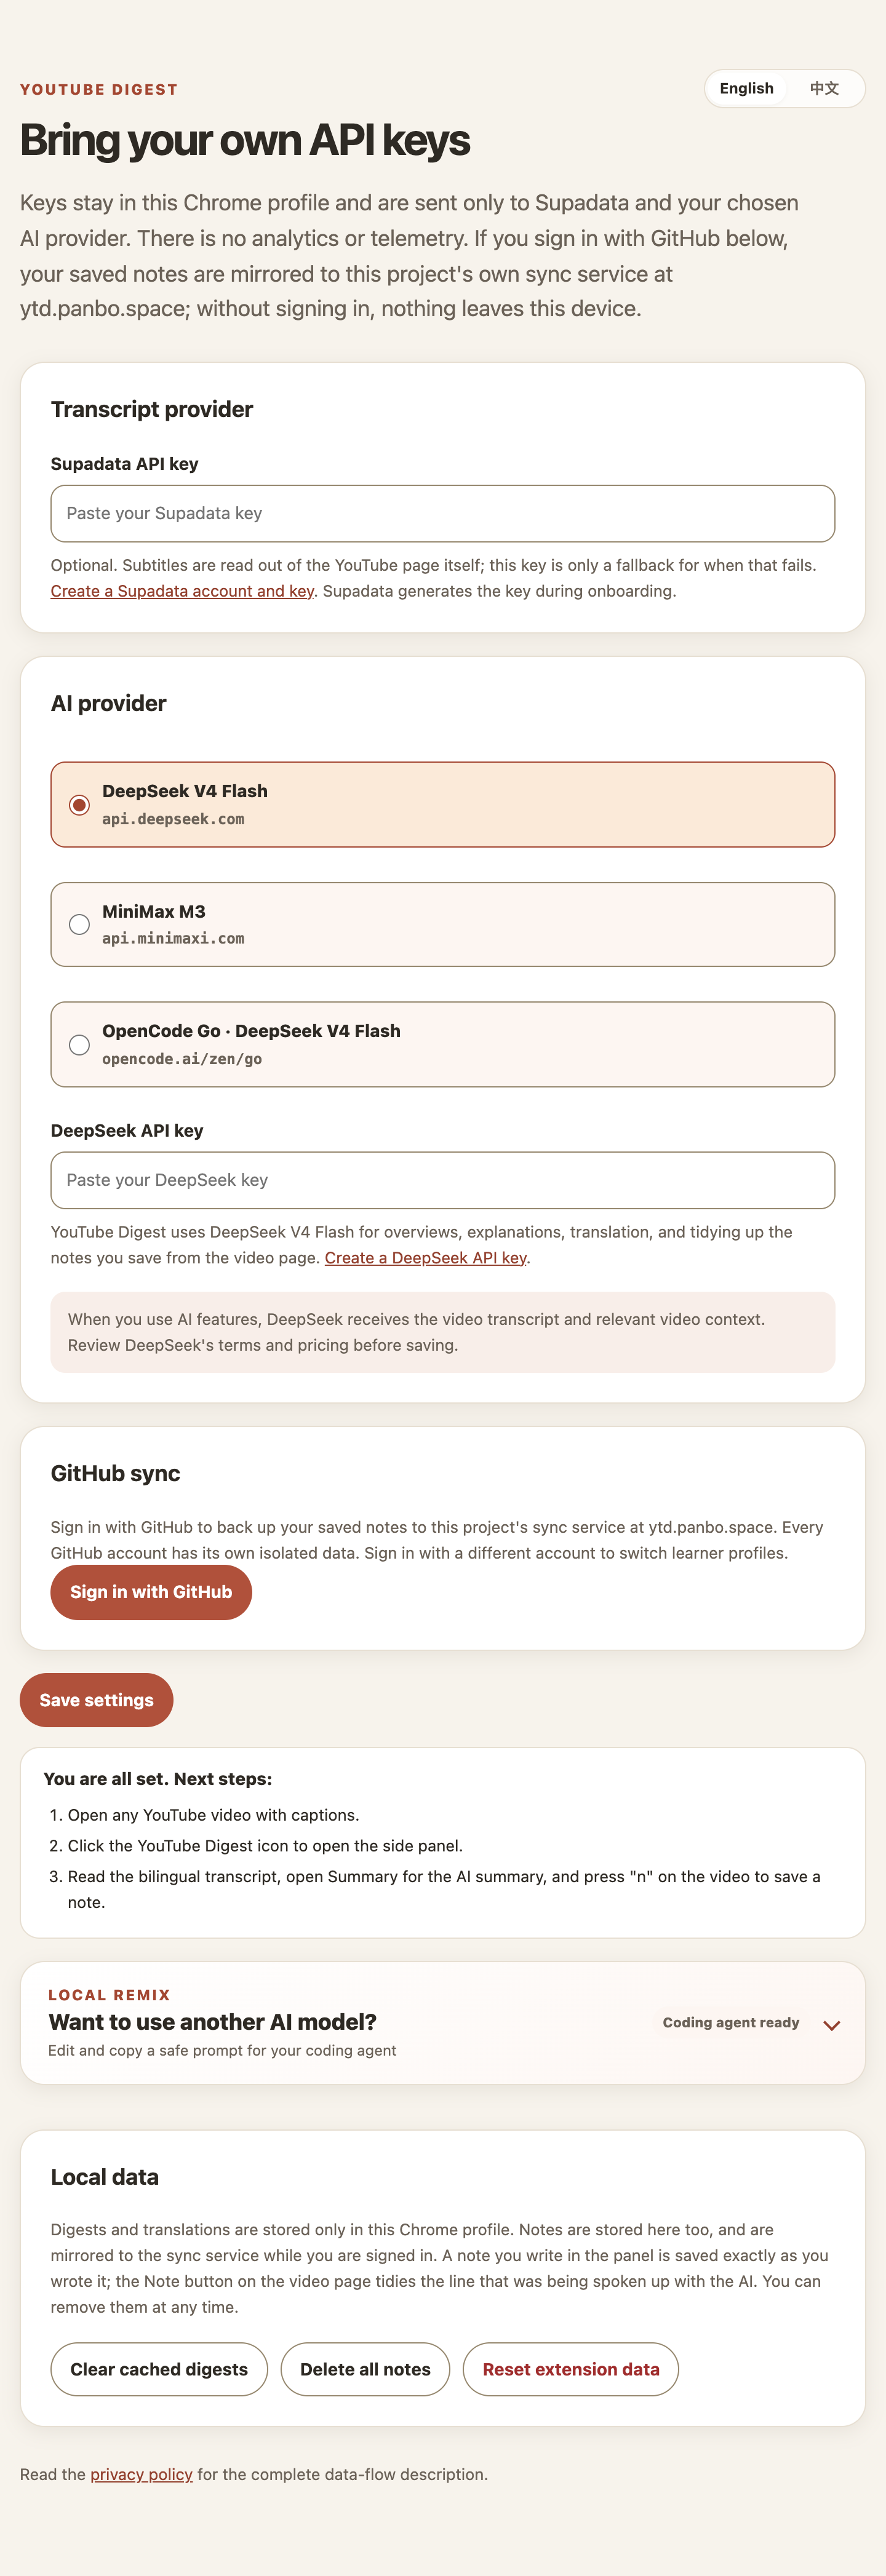 YOUTUBE DIGEST
English
中文
Bring your own API keys
Keys stay in this Chrome profile and are sent only to Supadata and your chosen
AI provider. There is no analytics or telemetry. If you sign in with GitHub below,
your saved notes are mirrored to this project's own sync service at
ytd.panbo.space; without signing in, nothing leaves this device.
Transcript provider
Supadata API key
Paste your Supadata key
Optional. Subtitles are read out of the YouTube page itself; this key is only a fallback for when that fails.
Create a Supadata account and key. Supadata generates the key during onboarding.
AI provider
DeepSeek V4 Flash
api.deepseek.com
MiniMax M3
api.minimaxi.com
OpenCode Go · DeepSeek V4 Flash
opencode.ai/zen/go
DeepSeek API key
Paste your DeepSeek key
YouTube Digest uses DeepSeek V4 Flash for overviews, explanations, translation, and tidying up the
notes you save from the video page. Create a DeepSeek API key.
When you use AI features, DeepSeek receives the video transcript and relevant video context.
Review DeepSeek's terms and pricing before saving.
GitHub sync
Sign in with GitHub to back up your saved notes to this project's sync service at ytd.panbo.space. Every
GitHub account has its own isolated data. Sign in with a different account to switch learner profiles.
Sign in with GitHub
Save settings
You are all set. Next steps:
1. Open any YouTube video with captions.
2. Click the YouTube Digest icon to open the side panel.
3. Read the bilingual transcript, open Summary for the AI summary, and press "n" on the video to save a
note.
LOCAL REMIX
Want to use another AI model?
Edit and copy a safe prompt for your coding agent
Coding agent ready
Local data
Digests and translations are stored only in this Chrome profile. Notes are stored here too, and are
mirrored to the sync service while you are signed in. A note you write in the panel is saved exactly as you
wrote it; the Note button on the video page tidies the line that was being spoken up with the AI. You can
remove them at any time.
Clear cached digests
Delete all notes
Reset extension data
Read the privacy policy for the complete data-flow description.